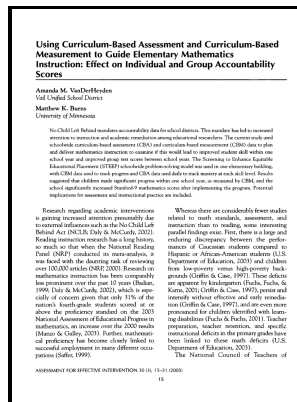 Using Curriculum-Based Assessment and Curriculum-Based
Measurement to Guide Elementary Mathematics
Instruction: Effect on Individual and Group Accountability
Scores
Amanda M. VanDerHeyden
Vail Unified School District
Matthew K. Burns
University of Minnesota
No Child Left Behind mandates accountability data for school districts. This mandate has led to increased
attention to instruction and academic remediation among elementary educators. The current study used
schoolwide curriculum-based assessment (CBA) and curriculum-based measurement (CBM) data to plan
and deliver mathematics instruction to examine if this would lead to improved student skill within one
school year and improved group test scores between school years. The Screening to Enhance Equitable
Educational Placement (STEEP) schoolwide problem-solving model was used in one elementary building,
with CBM data used to track progress and CBA data used daily to track mastery at each skill level. Results
suggested that children made significant progress within one school year, as measured by CBM, and the
school significantly increased Stanford-9 mathematics scores after implementing the program. Potential
implications for assessment and instructional practice are included.
Research regarding academic interventions
is gaining increased attention presumably due
to external influences such as the No Child Left
Behind Act (NCLB; Daly & McCurdy, 2002).
Reading instruction research has a long history,
so much so that when the National Reading
Panel (NRP) conducted its meta-analysis, it
was faced with the daunting task of reviewing
over 100,000 articles (NRP, 2000). Research on
mathematics instruction has been comparably
less prominent over the past 10 years (Badian,
1999; Daly & McCurdy, 2002), which is espe-
cially of concern given that only 31% of the
nation's fourth-grade students scored at or
above the proficiency standard on the 2003
National Assessment of Educational Progress in
mathematics, an increase over the 2000 results
(Manzo & Galley, 2003). Further, mathemati-
cal proficiency has become closely linked to
successful employment in many different occu-
pations (Saffer, 1999).
Whereas there are considerably fewer studies
related to math standards, assessment, and
instruction than to reading, some interesting
parallel findings exist. First, there is a large and
enduring discrepancy between the perfor-
mances of Caucasian students compared to
Hispanic or African-American students (U.S.
Department of Education, 2003) and children
from low-poverty versus high-poverty back-
grounds (Griffin & Case, 1997). These deficits
are apparent by kindergarten (Fuchs, Fuchs, &
Karns, 2001; Griffin & Case, 1997), persist and
intensify without effective and early remedia-
tion (Griffin & Case, 1997), and are even more
pronounced for children identified with learn-
ing disabilities (Fuchs & Fuchs, 2001). Teacher
preparation, teacher retention, and specific
instructional deficits in the primary grades have
been linked to these math deficits (U.S.
Department of Education, 2003).
The National Council of Teachers of
ASSESSMENT FOR EFFECTIVE INTERVENTION 30 (3), 15–31 (2005)
15